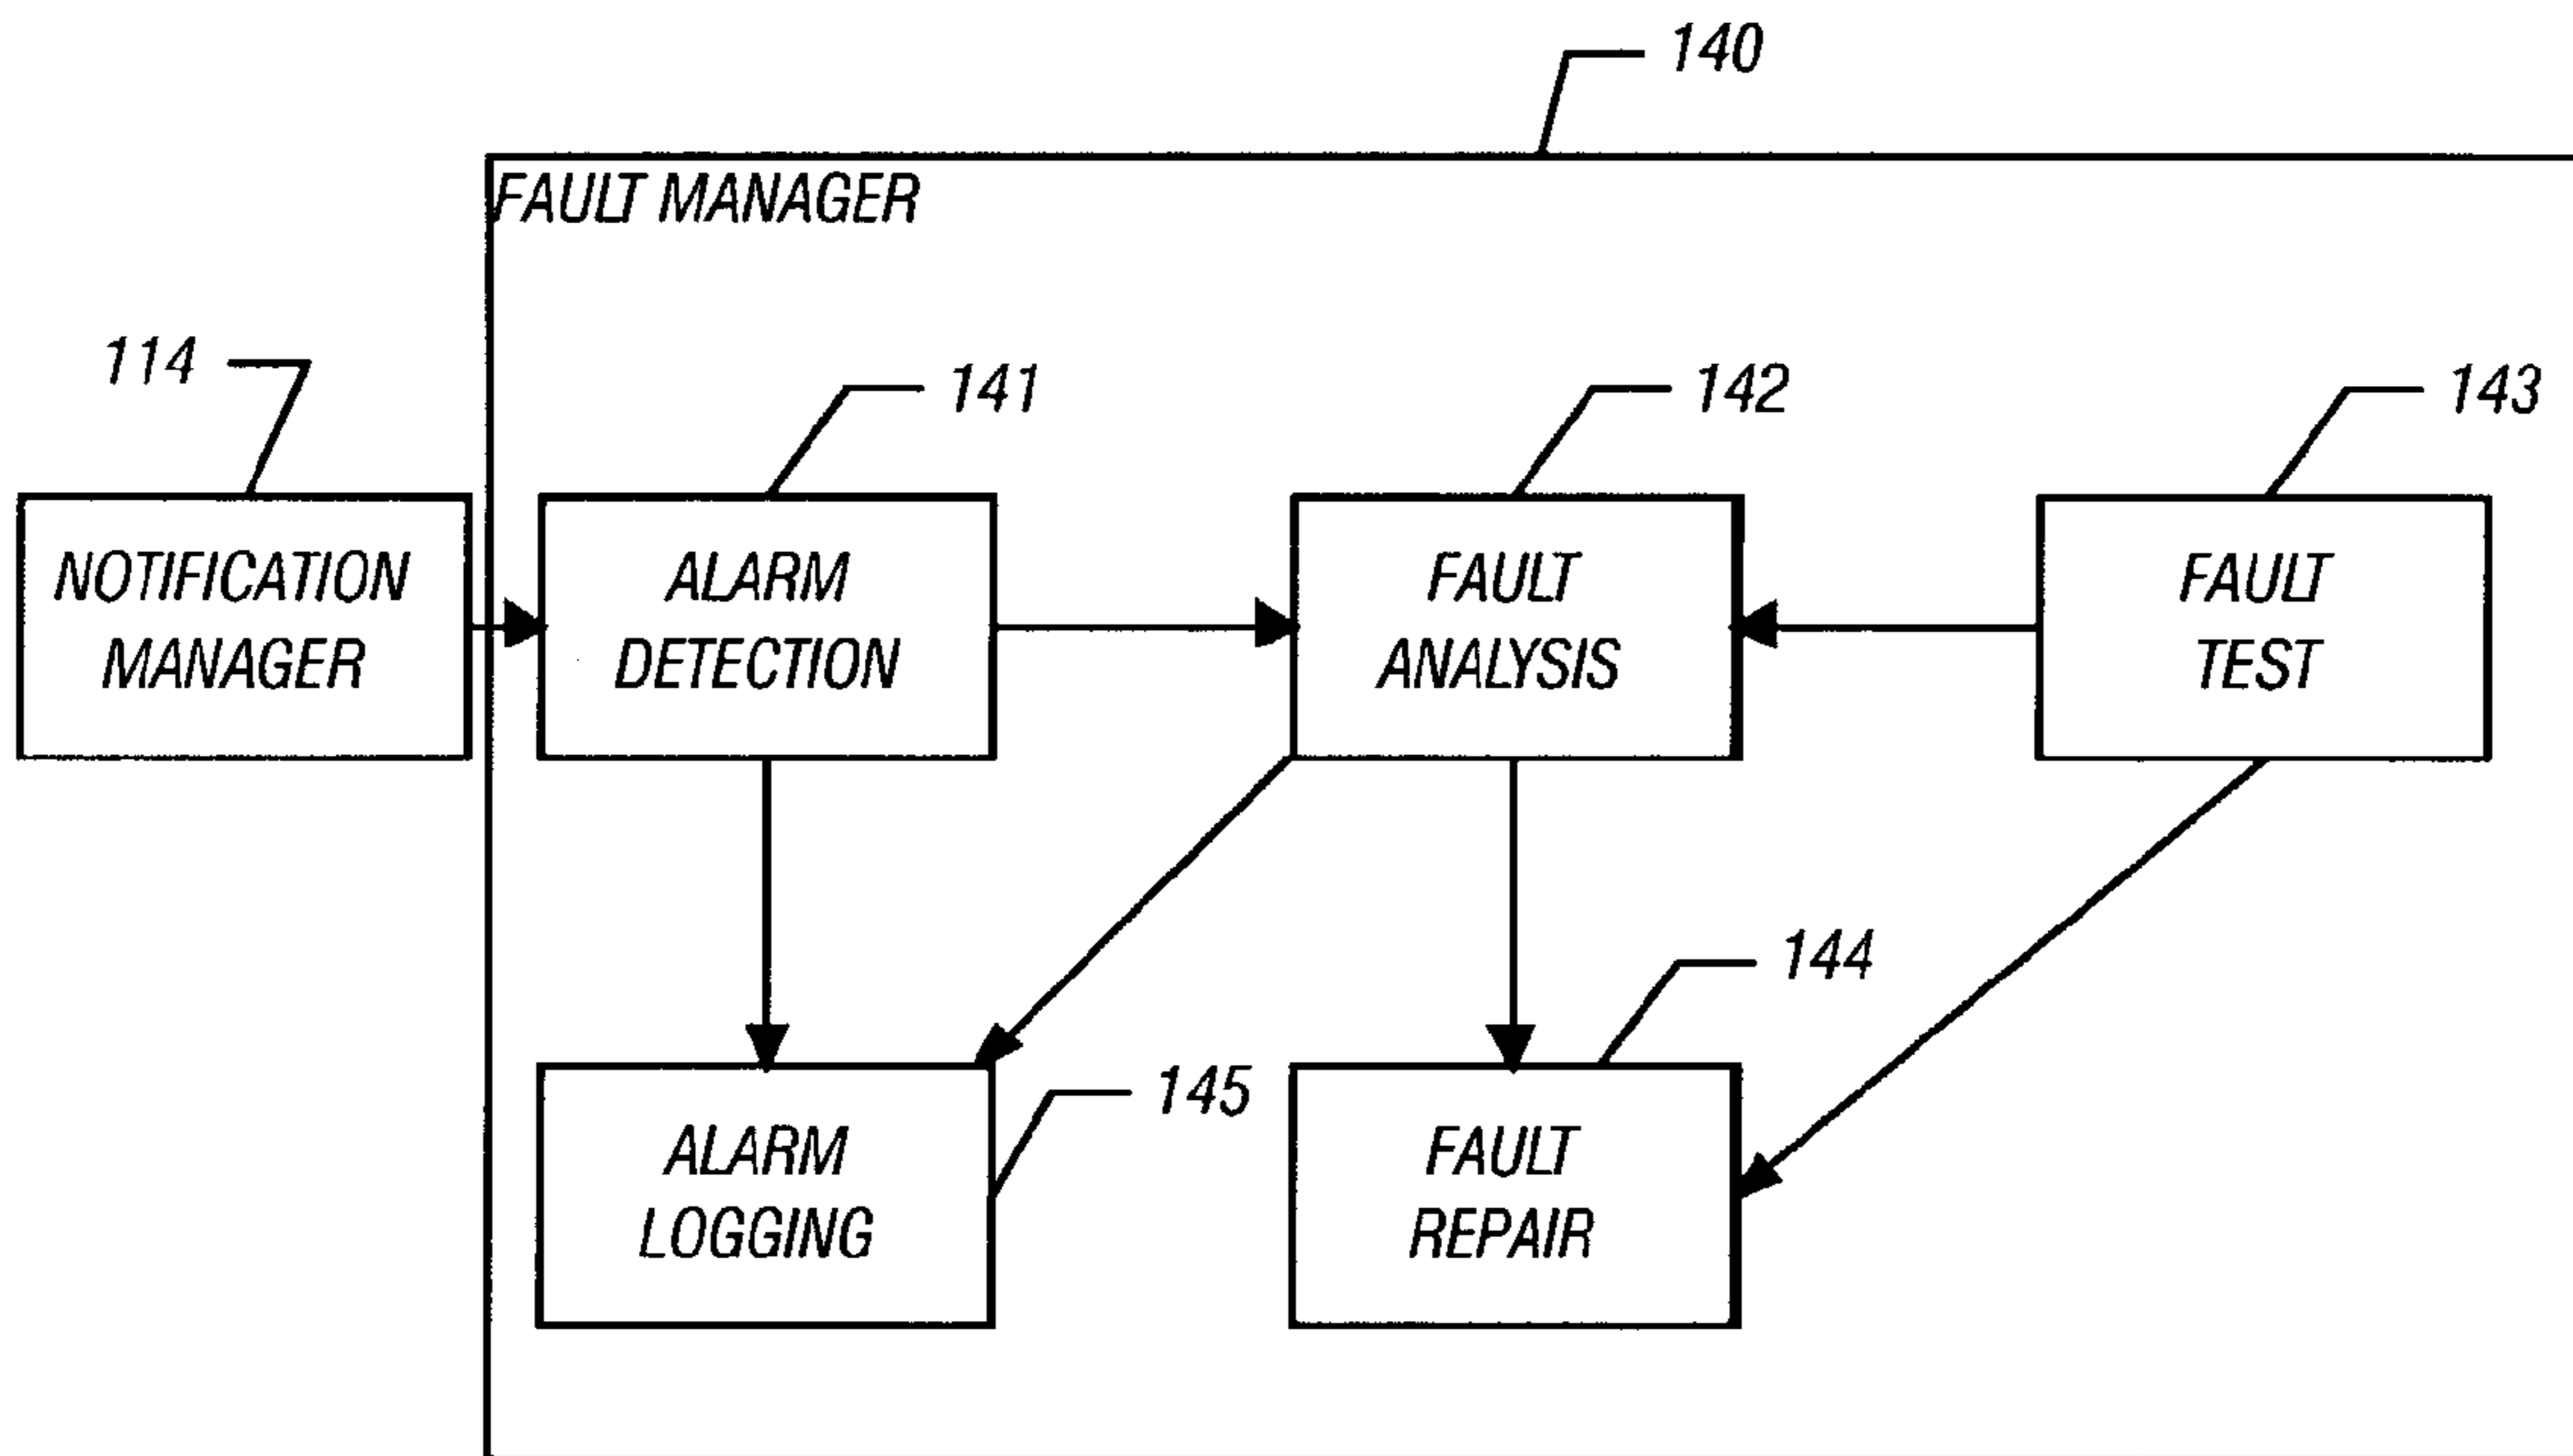 140
FAULT MANAGER
114
141
142
143
NOTIFICATION
MANAGER
ALARM
DETECTION
FAULT
ANALYSIS
FAULT
TEST
144
145
ALARM
LOGGING
FAULT
REPAIR